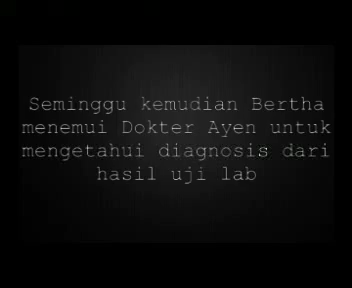 Seminggu kemudian Bertha
menemui Dokter Ayen untuk
mengetahui diagnosis dari
hasil uji lab